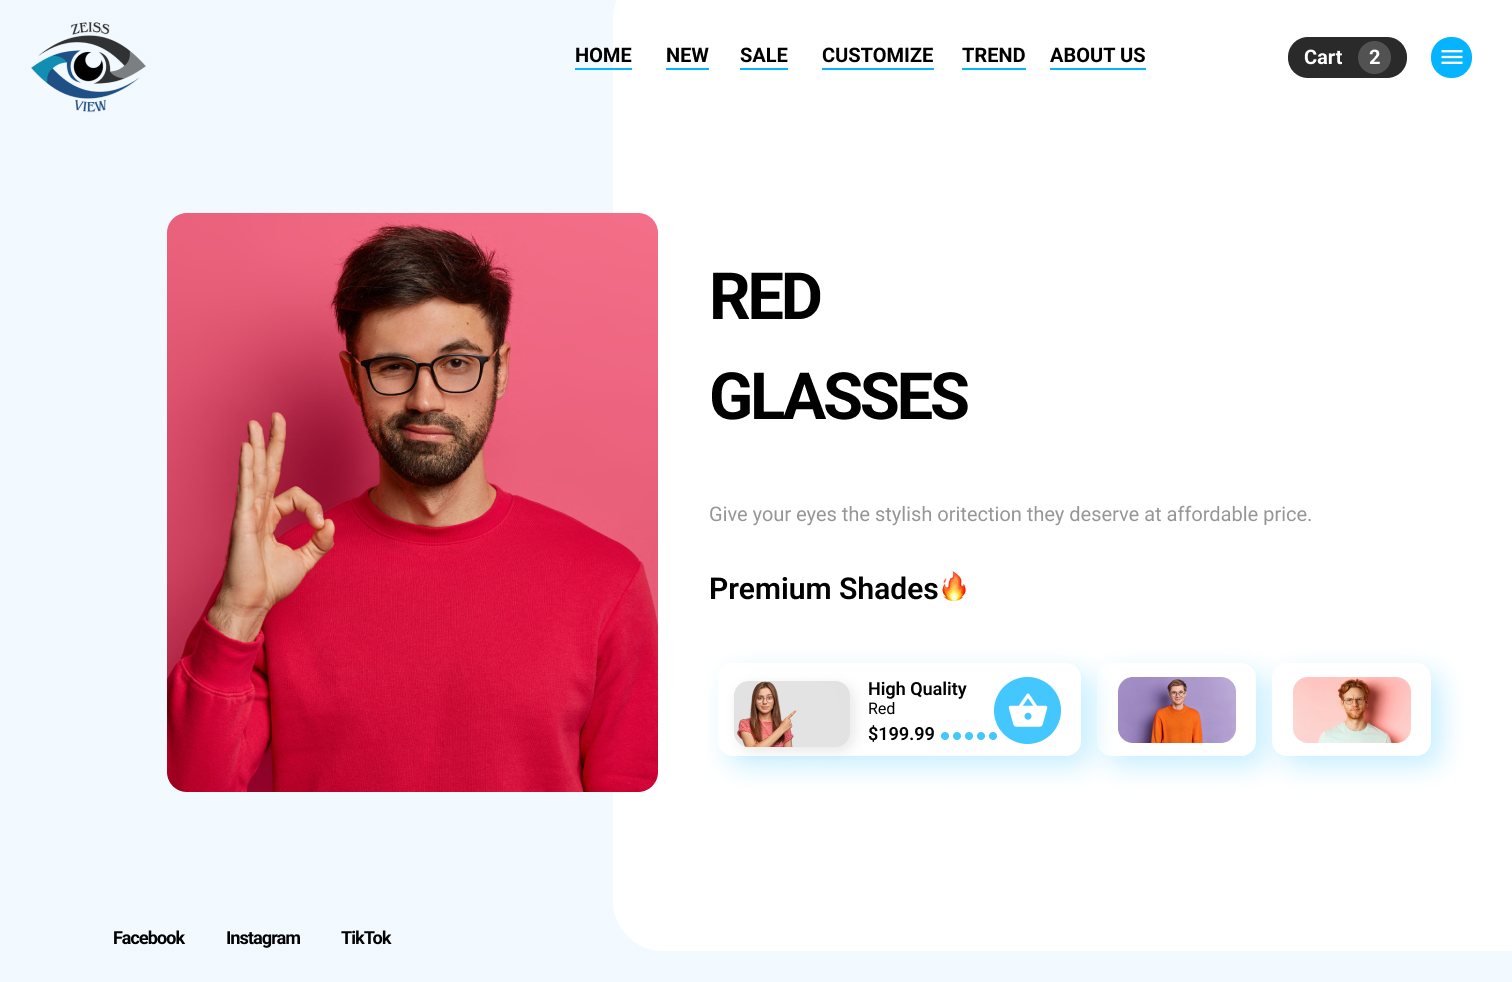 ZEISS
VIEW
HOME NEW SALE CUSTOMIZE TREND ABOUT US
Cart 2
RED
GLASSES
Give your eyes the stylish oritection they deserve at affordable price.
Premium Shades🔥
High Quality
Red
$199.99
Facebook Instagram TikTok